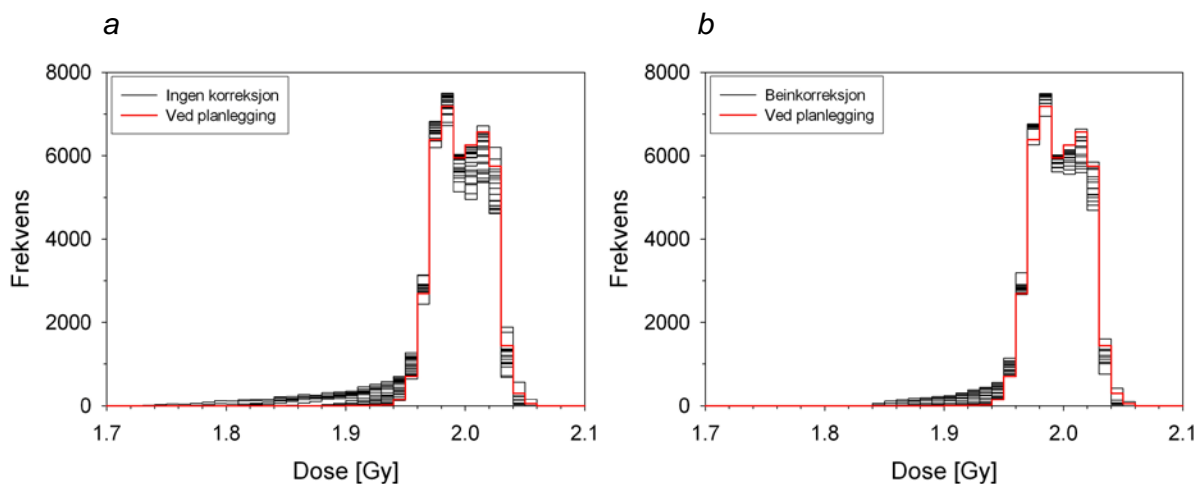 a
b
8000
6000
4000
2000
0
Frekvens
Ingen korreksjon
Ved planlegging
1.7 1.8 1.9 2.0 2.1
Dose [Gy]
8000
6000
4000
2000
0
Frekvens
Beinkorreksjon
Ved planlegging
1.7 1.8 1.9 2.0 2.1
Dose [Gy]